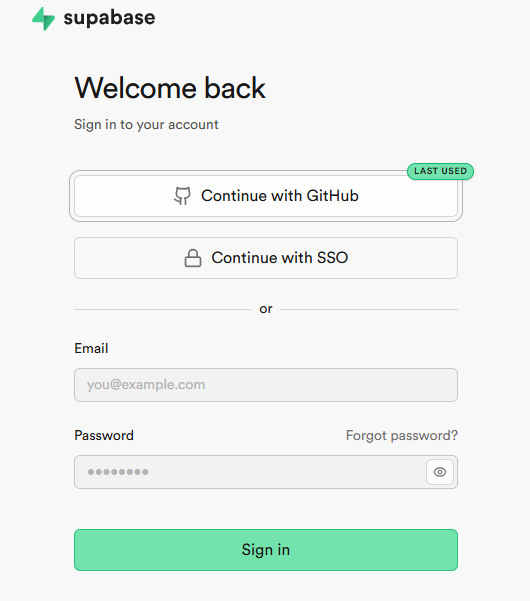 supabase
Welcome back
Sign in to your account
LAST USED
Continue with GitHub
Continue with SSO
or
Email
you@example.com
Password Forgot password?
••••••••
Sign in